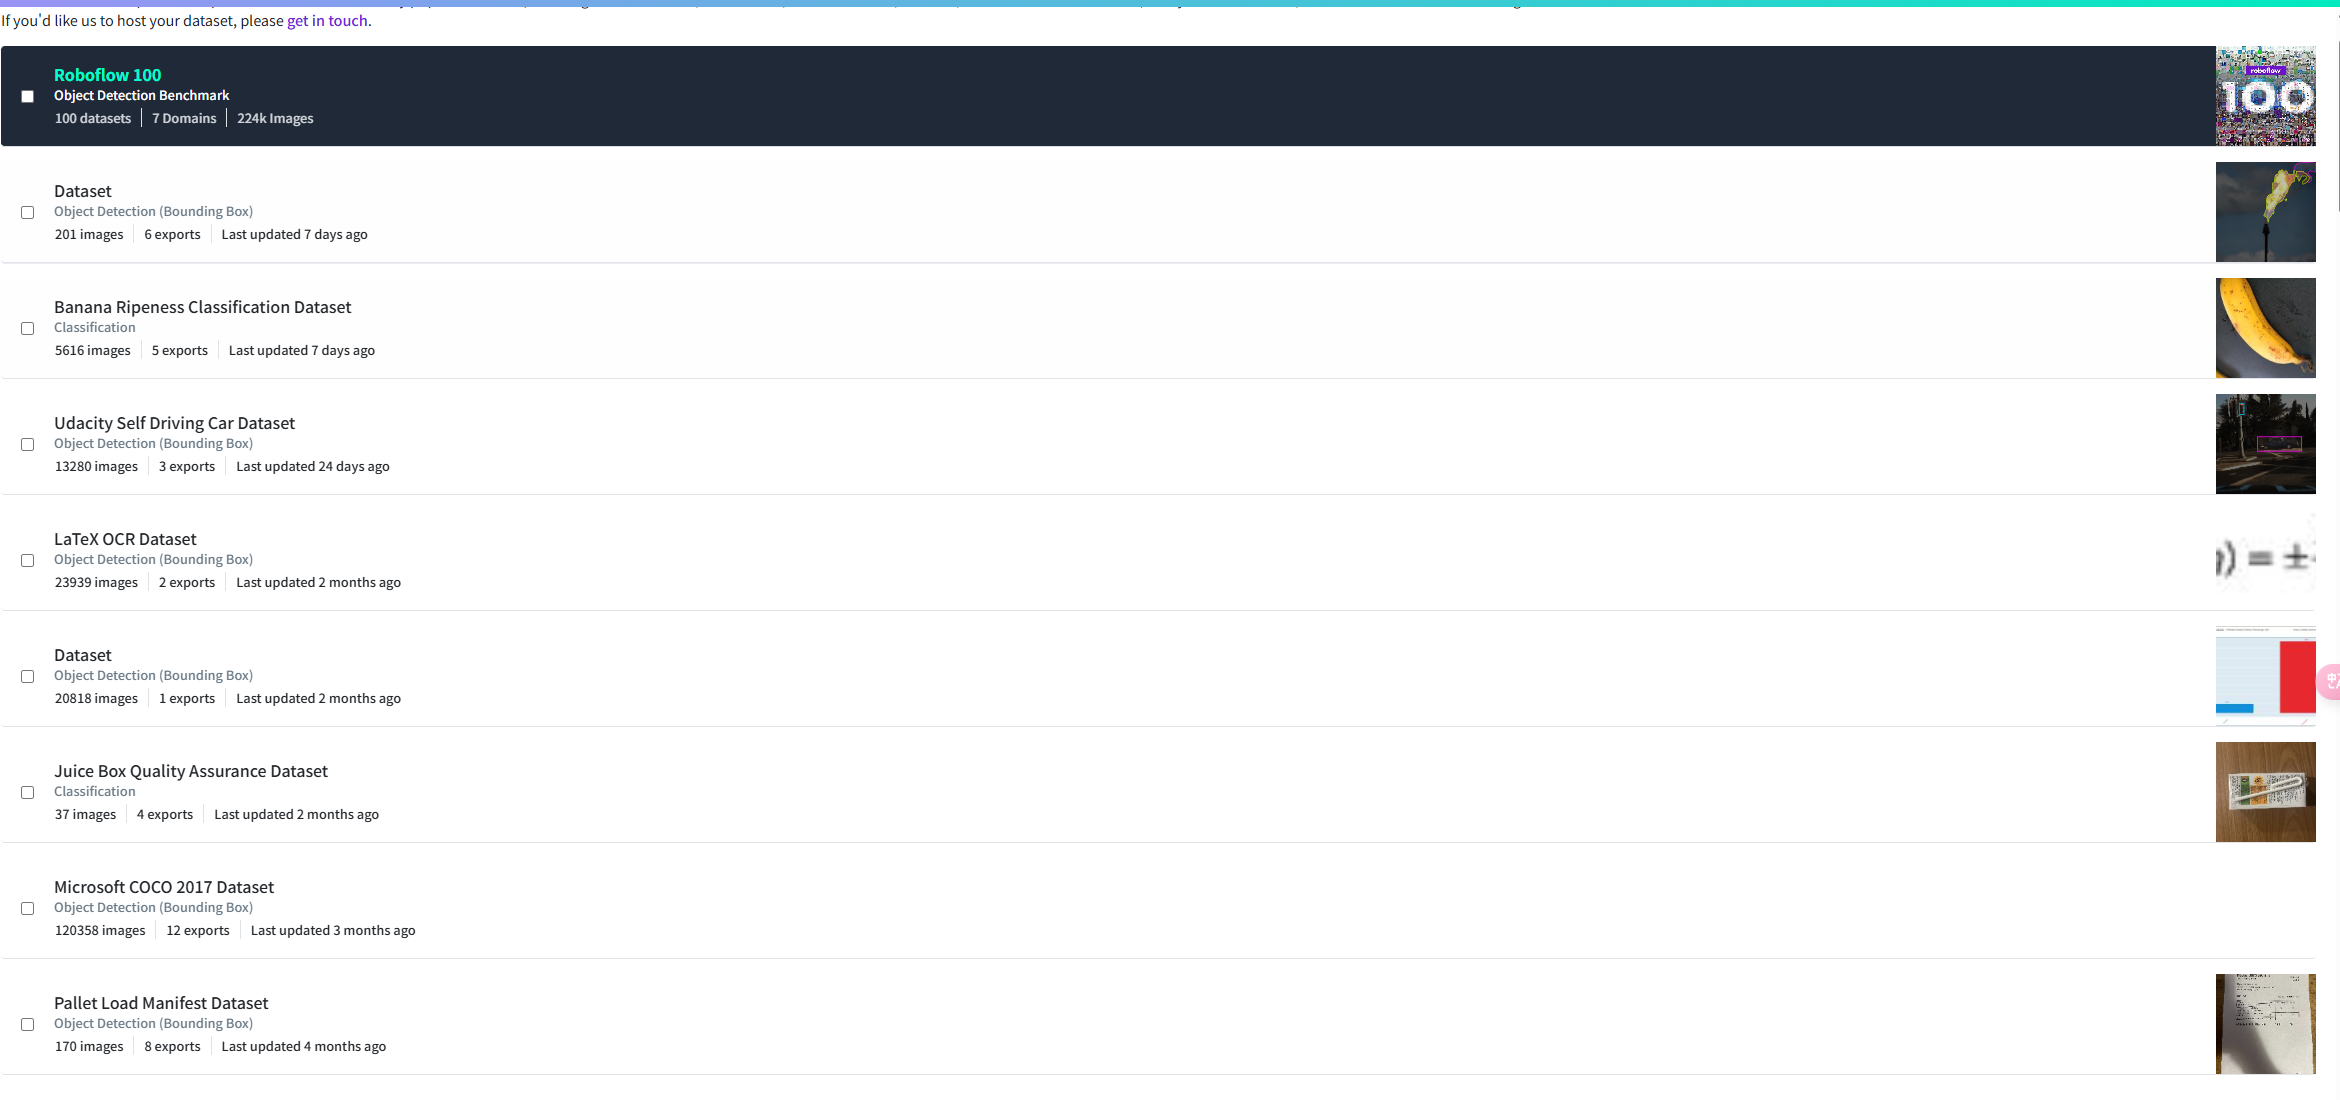 If you'd like us to host your dataset, please get in touch.
Roboflow 100
Object Detection Benchmark
100 datasets 7 Domains 224k Images
roboflow
100
Dataset
Object Detection (Bounding Box)
201 images 6 exports Last updated 7 days ago
Banana Ripeness Classification Dataset
Classification
5616 images 5 exports Last updated 7 days ago
Udacity Self Driving Car Dataset
Object Detection (Bounding Box)
13280 images 3 exports Last updated 24 days ago
LaTeX OCR Dataset
Object Detection (Bounding Box)
23939 images 2 exports Last updated 2 months ago
) = ±
Dataset
Object Detection (Bounding Box)
20818 images 1 exports Last updated 2 months ago
Juice Box Quality Assurance Dataset
Classification
37 images 4 exports Last updated 2 months ago
Microsoft COCO 2017 Dataset
Object Detection (Bounding Box)
120358 images 12 exports Last updated 3 months ago
Pallet Load Manifest Dataset
Object Detection (Bounding Box)
170 images 8 exports Last updated 4 months ago